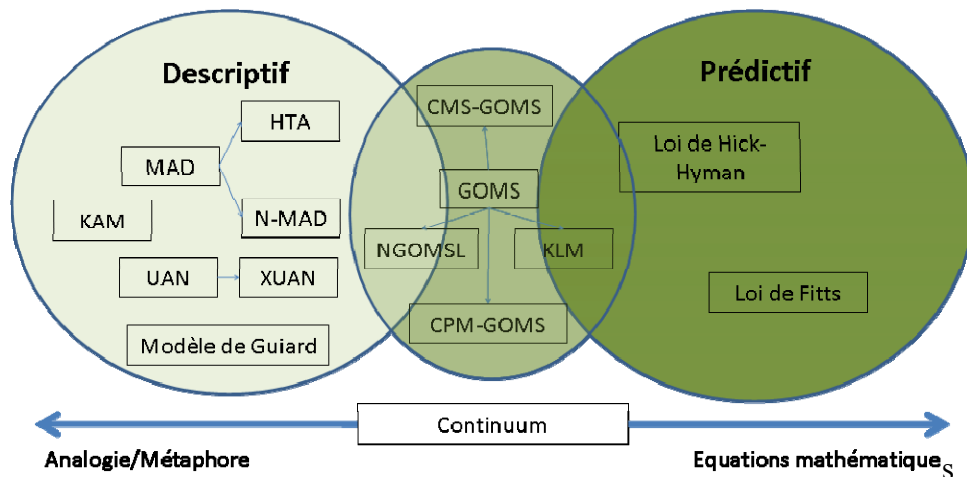 Descriptif
Prédictif
CMS-GOMS
HTA
Loi de Hick-
Hyman
MAD
GOMS
KAM
N-MAD
NGOMSL
KLM
UAN
XUAN
Loi de Fitts
CPM-GOMS
Modèle de Guiard
Continuum
Analogie/Métaphore
Equations mathématiques